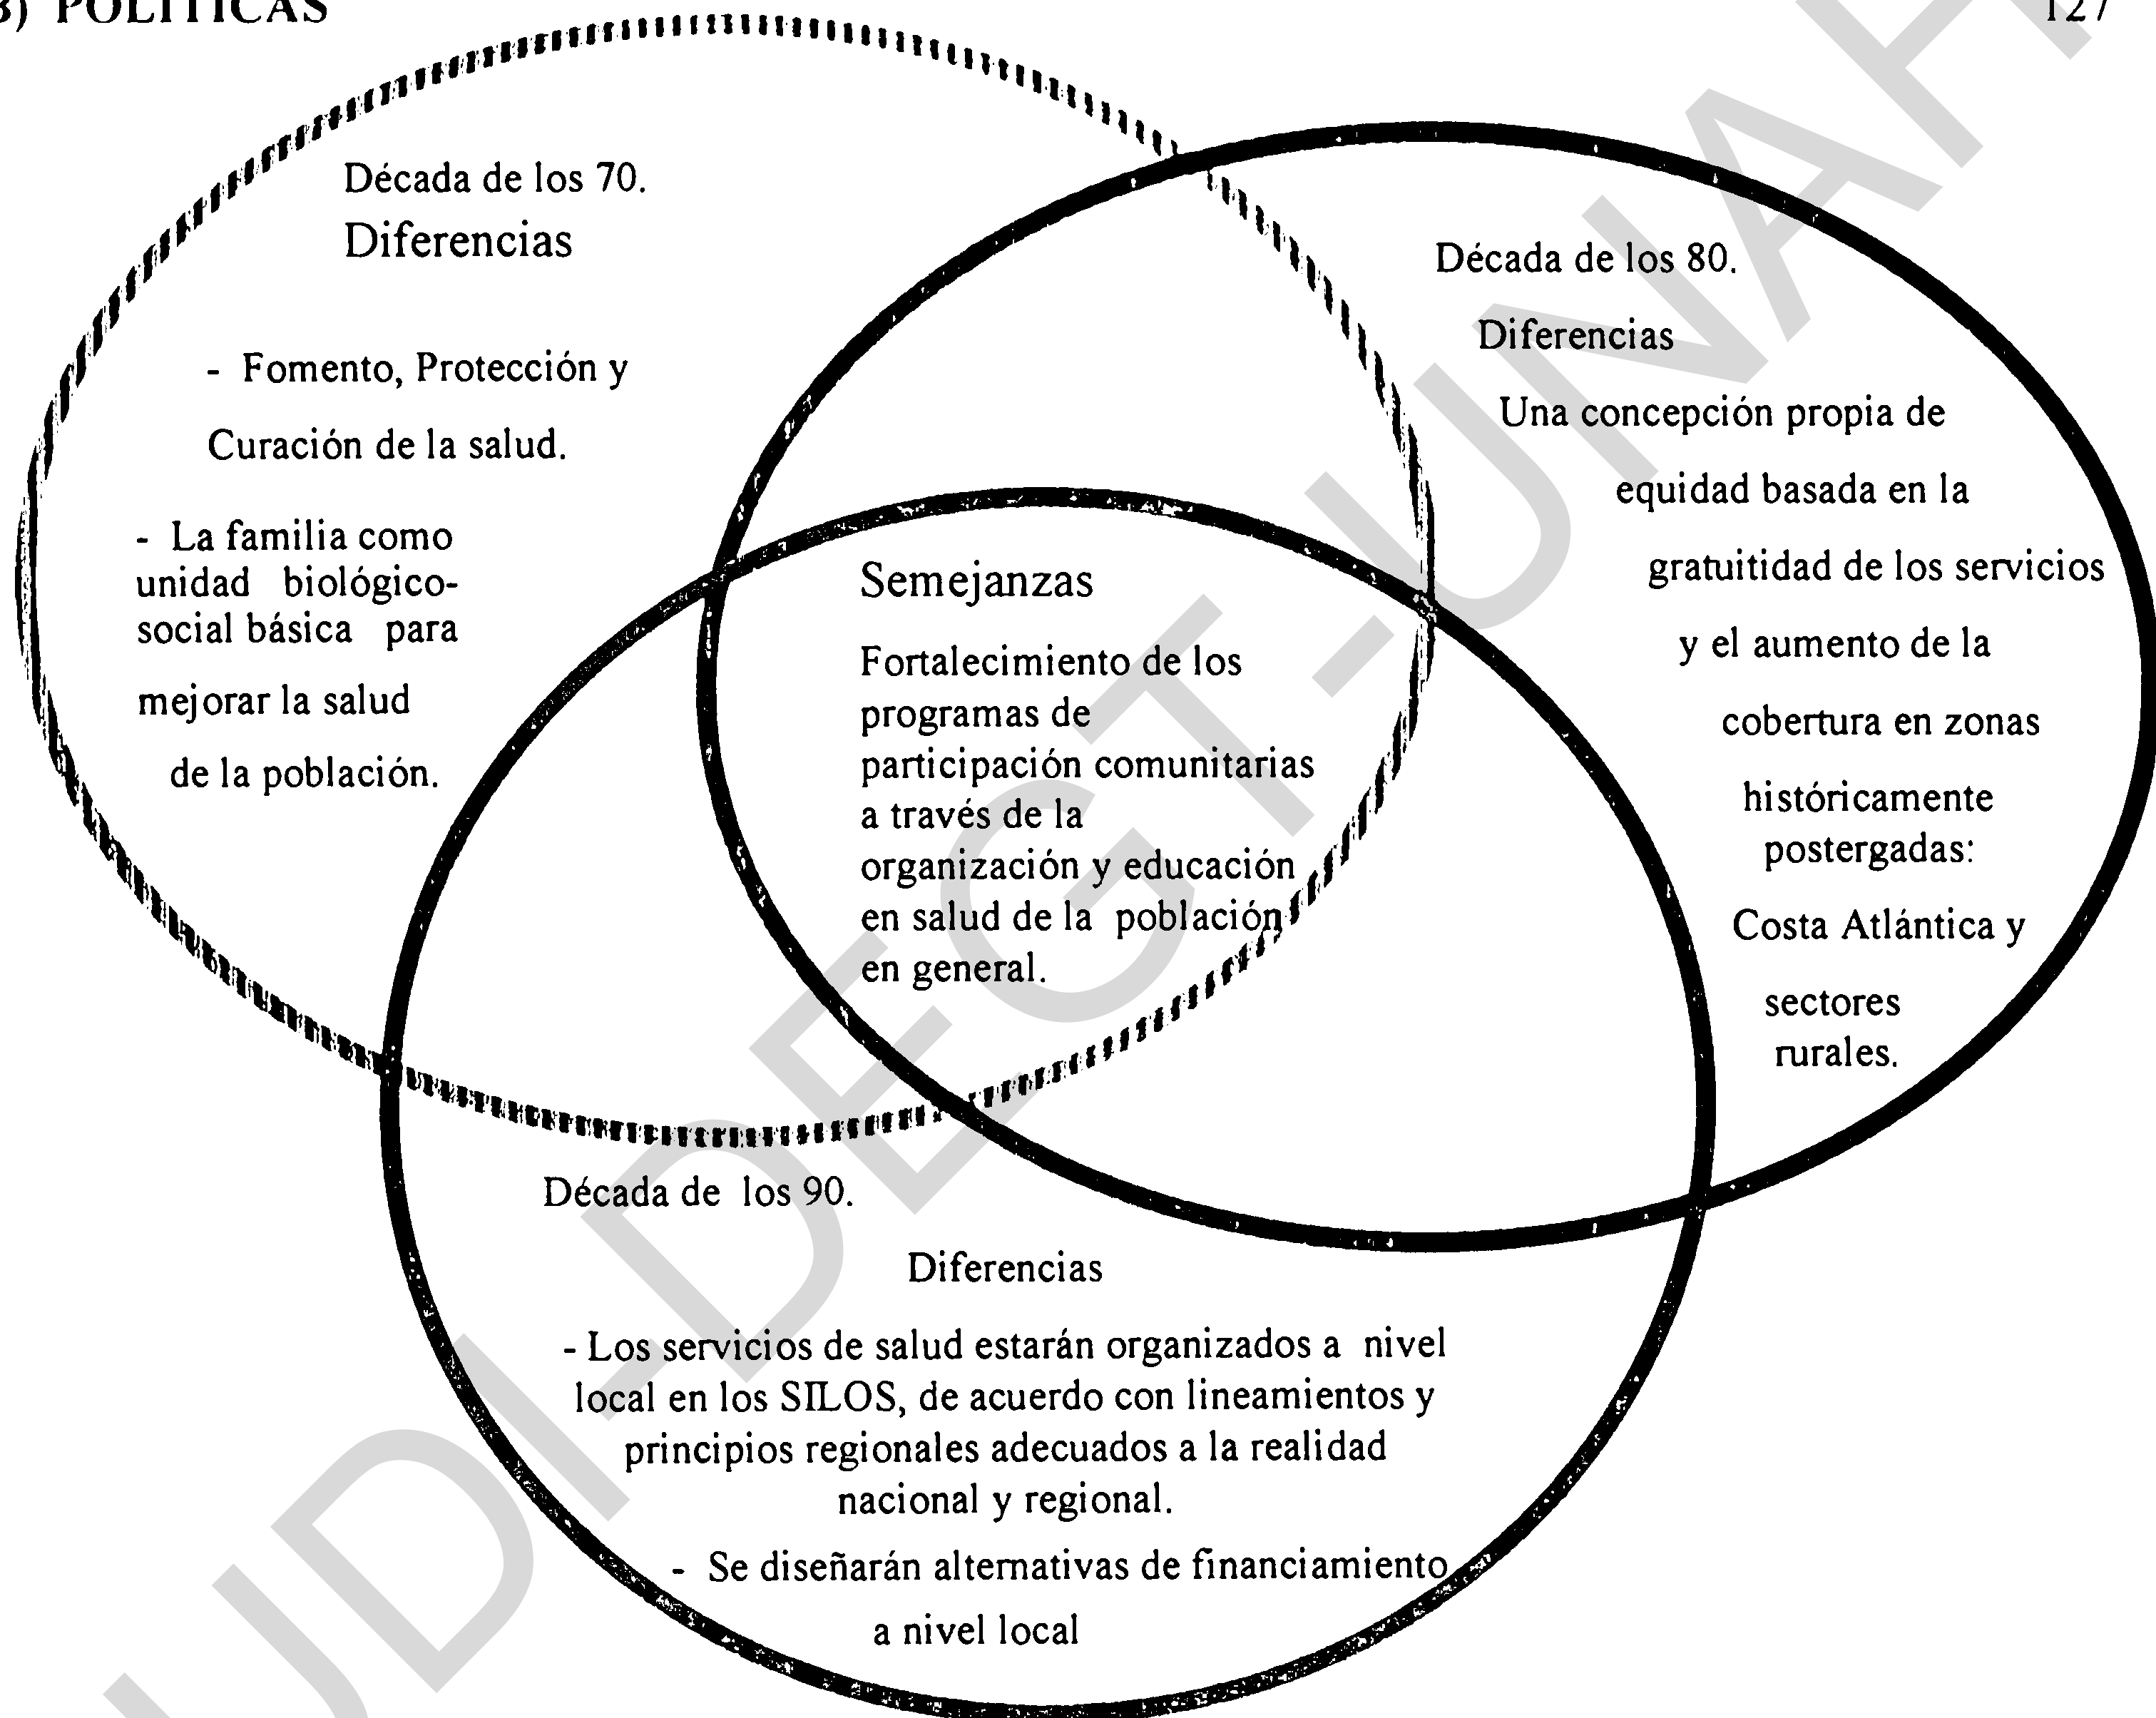 3) POLITICAS
127
Década de los 70.
Diferencias
- Fomento, Protección y
Curación de la salud.
- La familia como
unidad biológico-
social básica para
mejorar la salud
de la población.
Década de los 80.
Diferencias
Una concepción propia de
equidad basada en la
gratuitidad de los servicios
y el aumento de la
cobertura en zonas
históricamente
postergadas:
Costa Atlántica y
sectores
rurales.
Semejanzas
Fortalecimiento de los
programas de
participación comunitarias
a través de la
organización y educación
en salud de la población
en general.
Década de los 90.
Diferencias
- Los servicios de salud estarán organizados a nivel
local en los SILOS, de acuerdo con lineamientos y
principios regionales adecuados a la realidad
nacional y regional.
- Se diseñarán alternativas de financiamiento
a nivel local
UDI-DEGT-UNAH